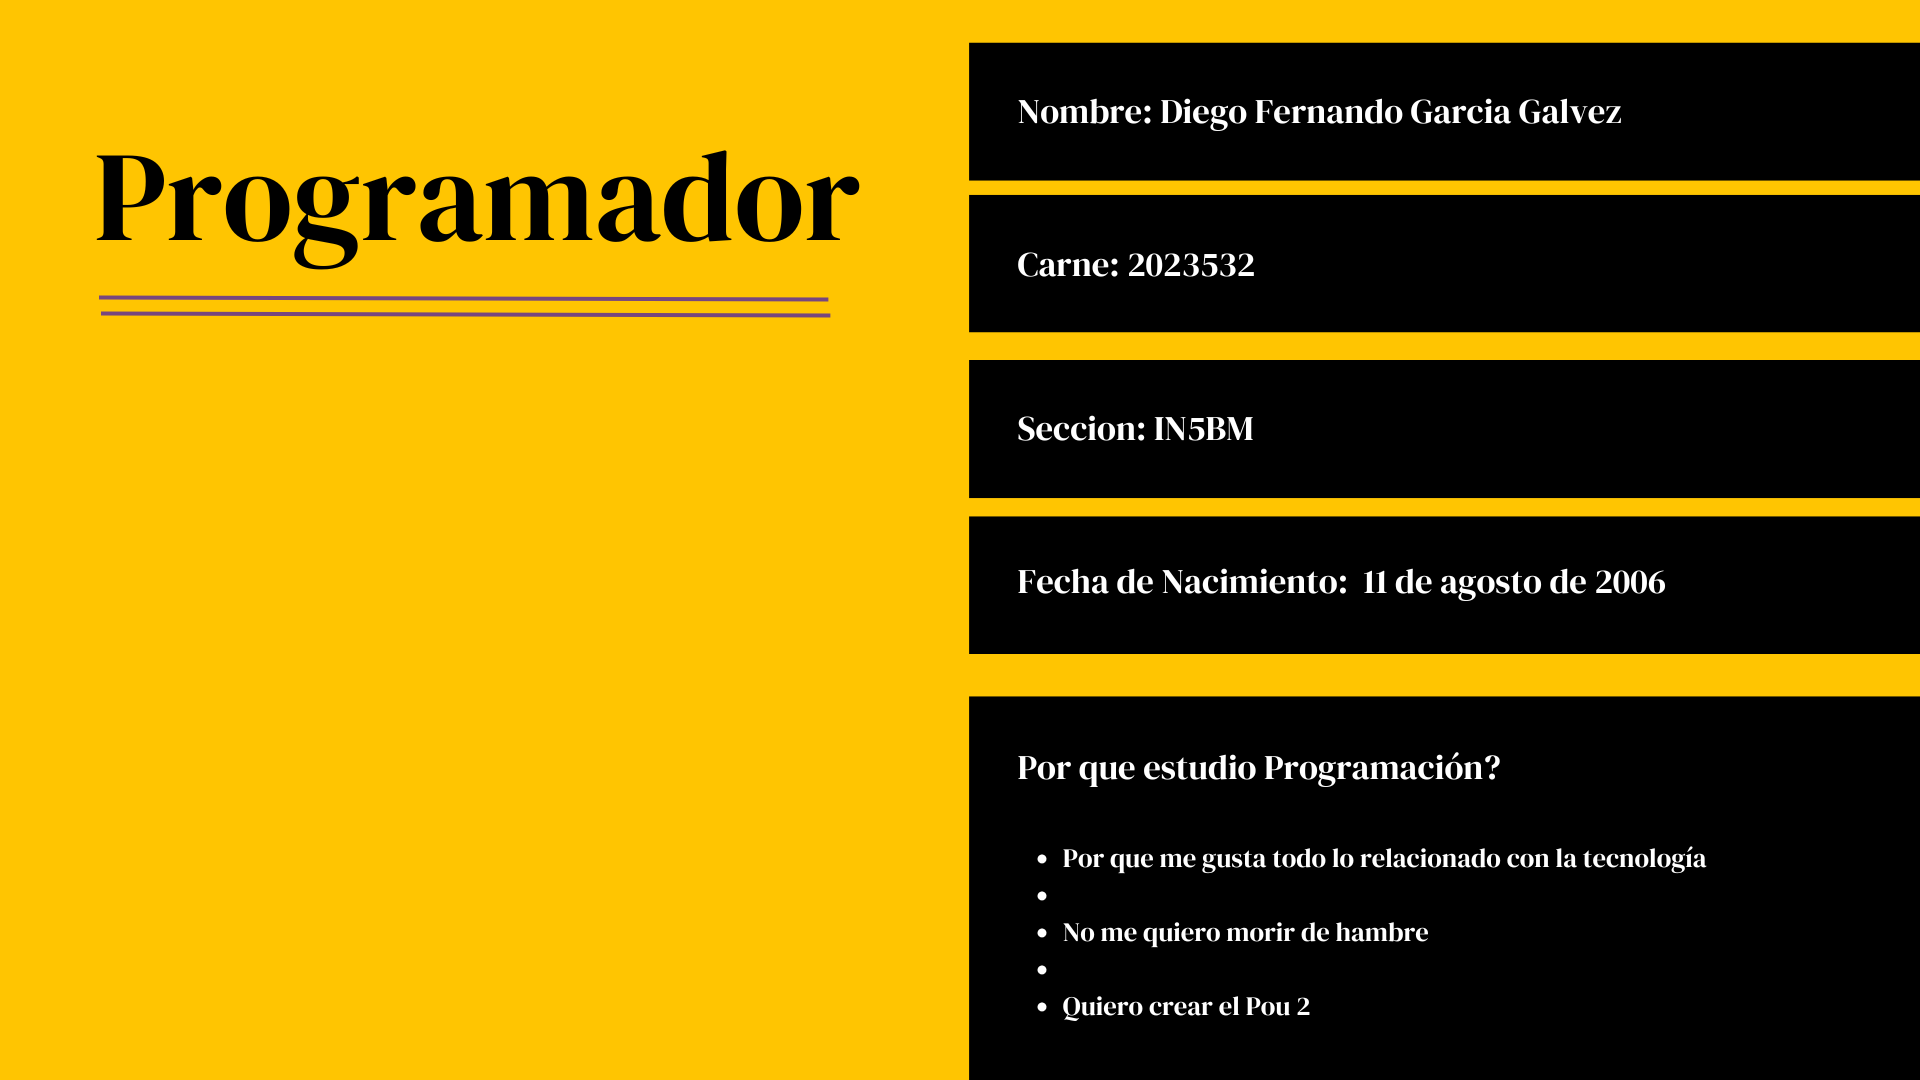 Programador
Nombre: Diego Fernando Garcia Galvez
Carne: 2023532
Seccion: IN5BM
Fecha de Nacimiento:  11 de agosto de 2006
Por que estudio Programación?
• Por que me gusta todo lo relacionado con la tecnología
•
• No me quiero morir de hambre
•
• Quiero crear el Pou 2